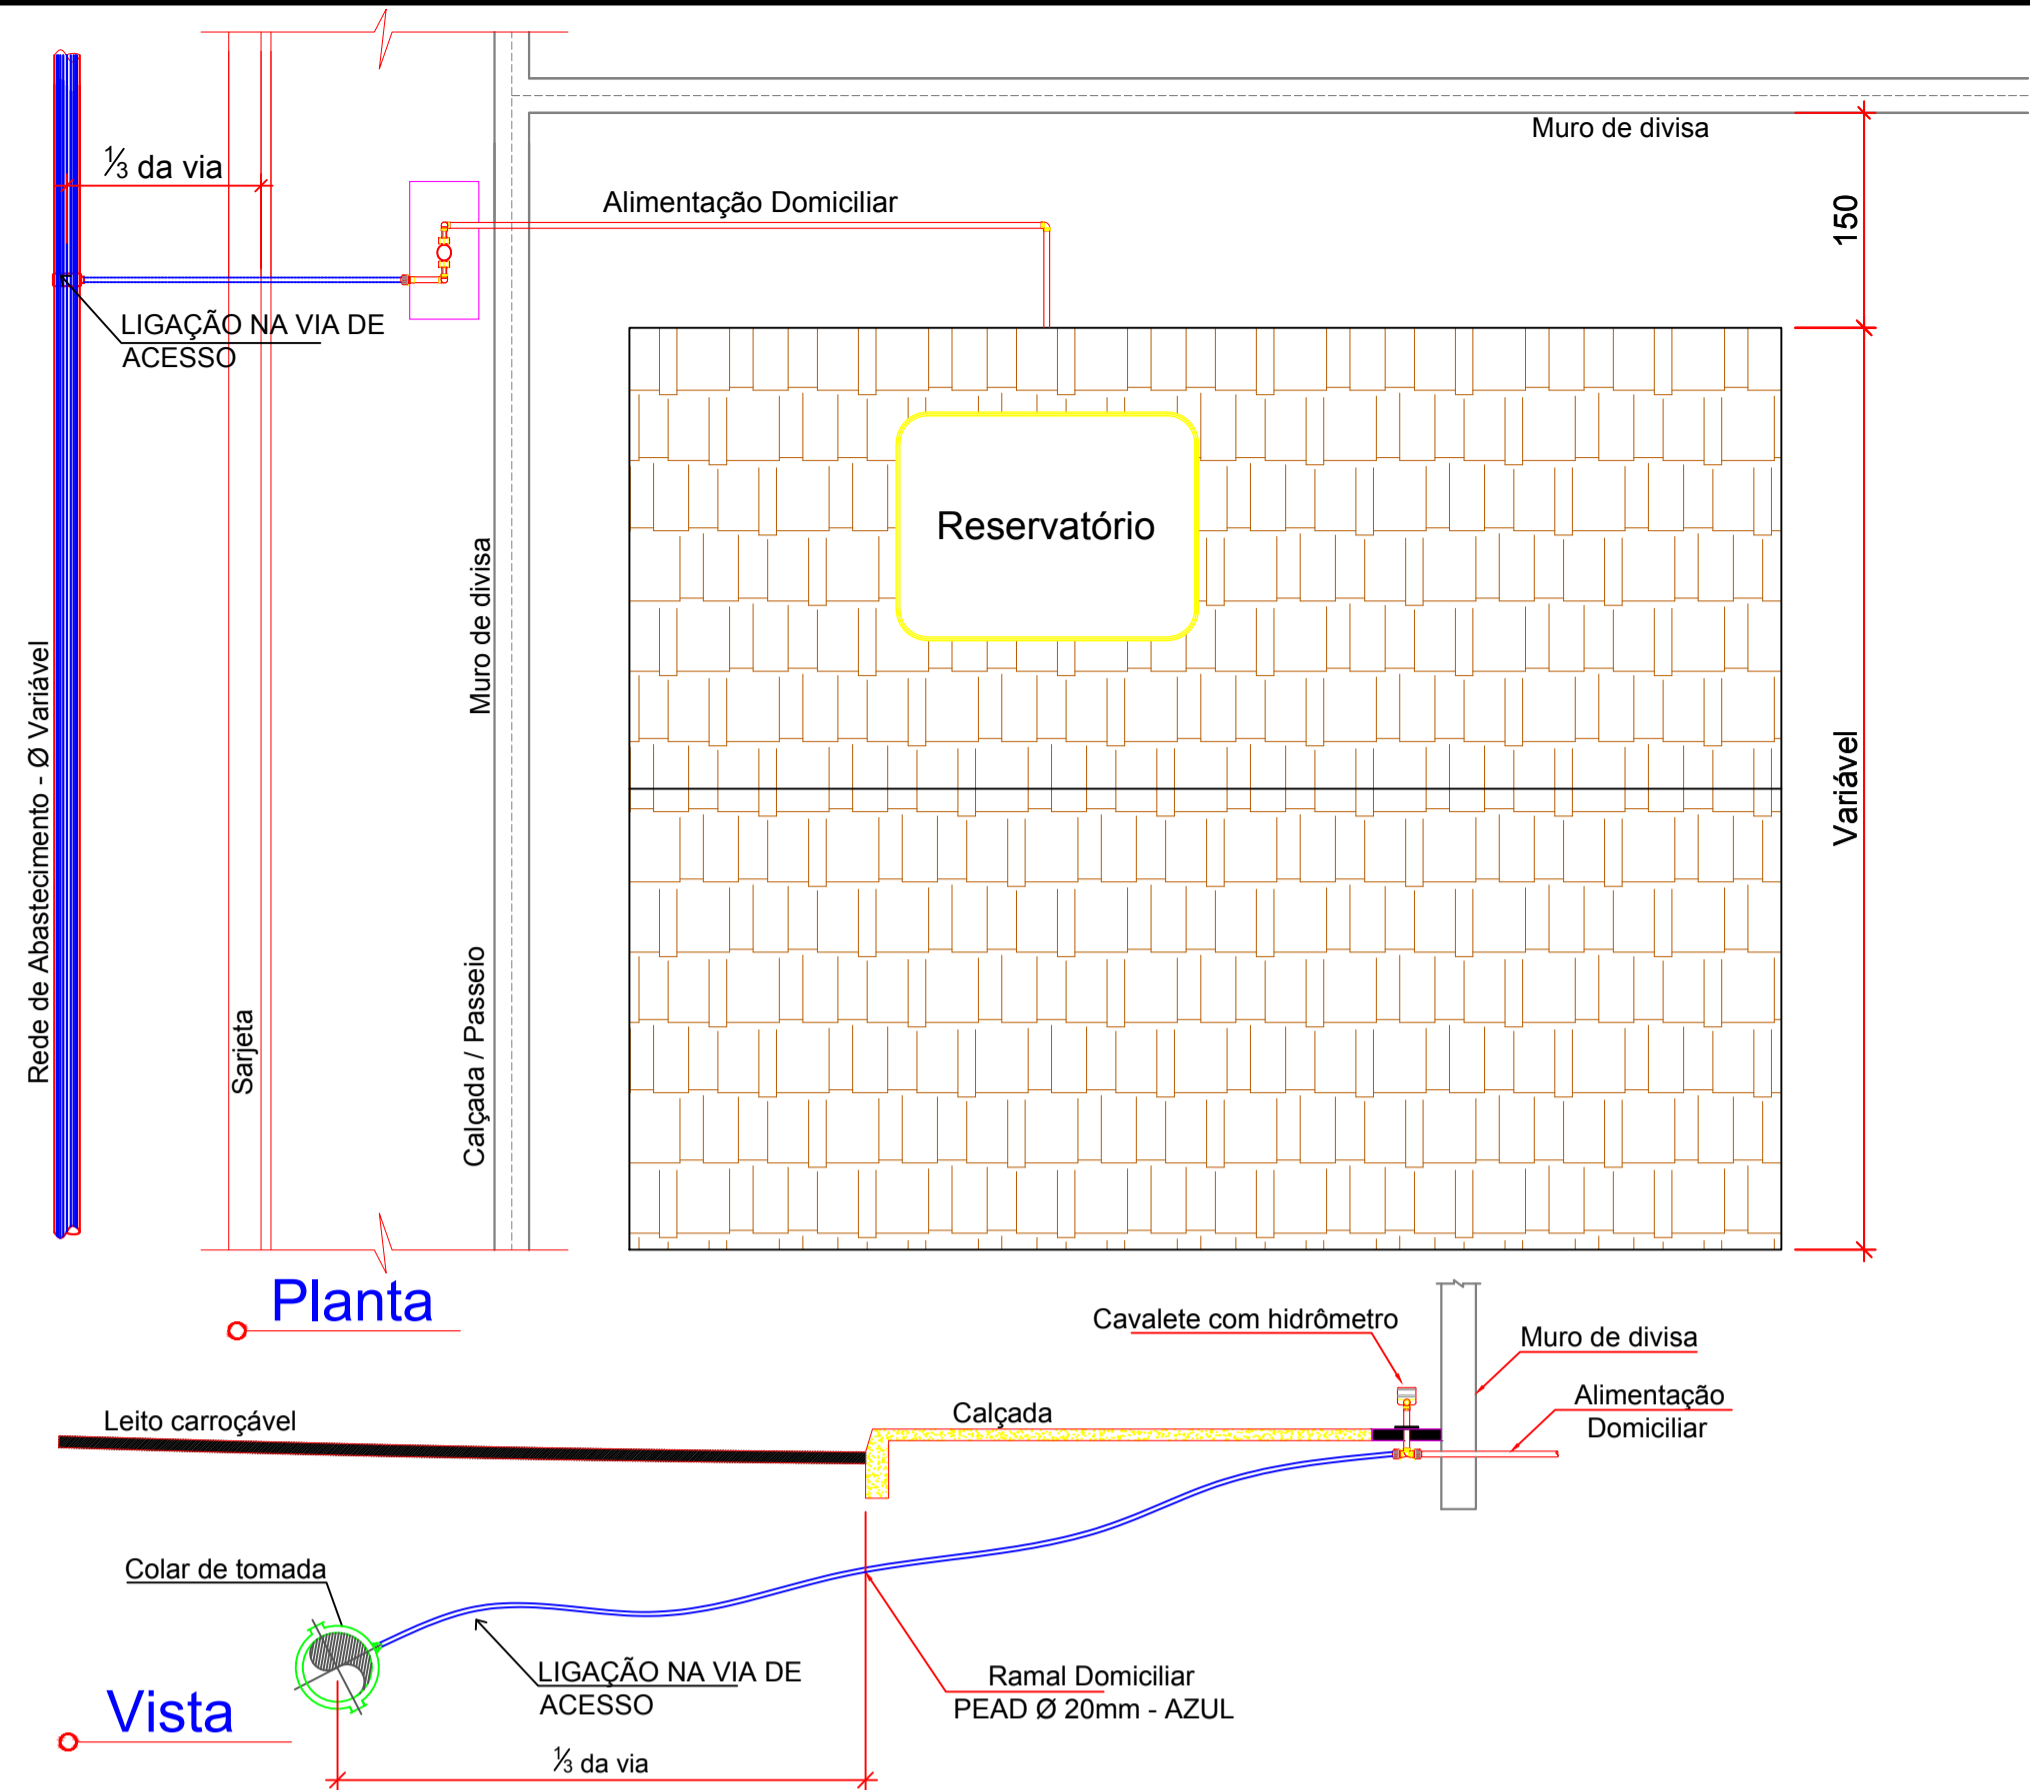 Muro de divisa
⅓ da via
Alimentação Domiciliar
150
LIGAÇÃO NA VIA DE
ACESSO
Reservatório
Muro de divisa
Rede de Abastecimento - Ø Variável
Variável
Sarjeta
Calçada / Passeio
Planta
Cavalete com hidrômetro
Muro de divisa
Leito carroçável
Calçada
Alimentação
Domiciliar
Colar de tomada
LIGAÇÃO NA VIA DE
ACESSO
Ramal Domiciliar
PEAD Ø 20mm - AZUL
Vista
⅓ da via